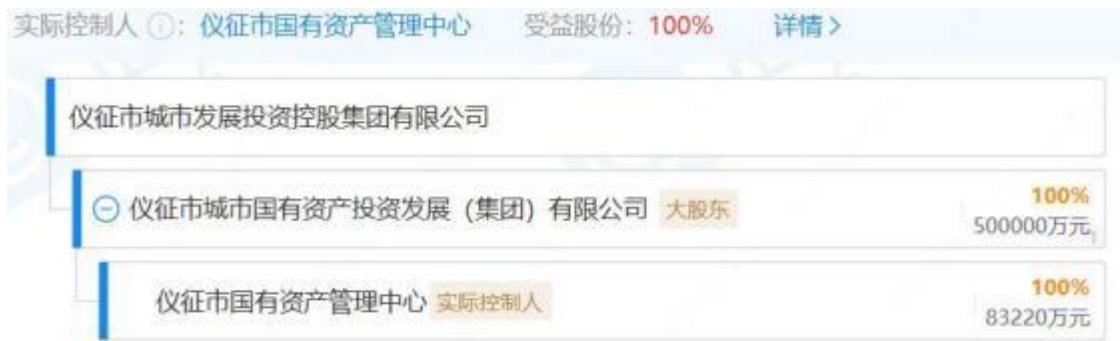 实际控制人 ⓘ: 仪征市国有资产管理中心 受益股份: 100% 详情 >
仪征市城市发展投资控股集团有限公司
仪征市城市国有资产投资发展（集团）有限公司 大股东 100%
500000万元
仪征市国有资产管理中心 实际控制人 100%
83220万元